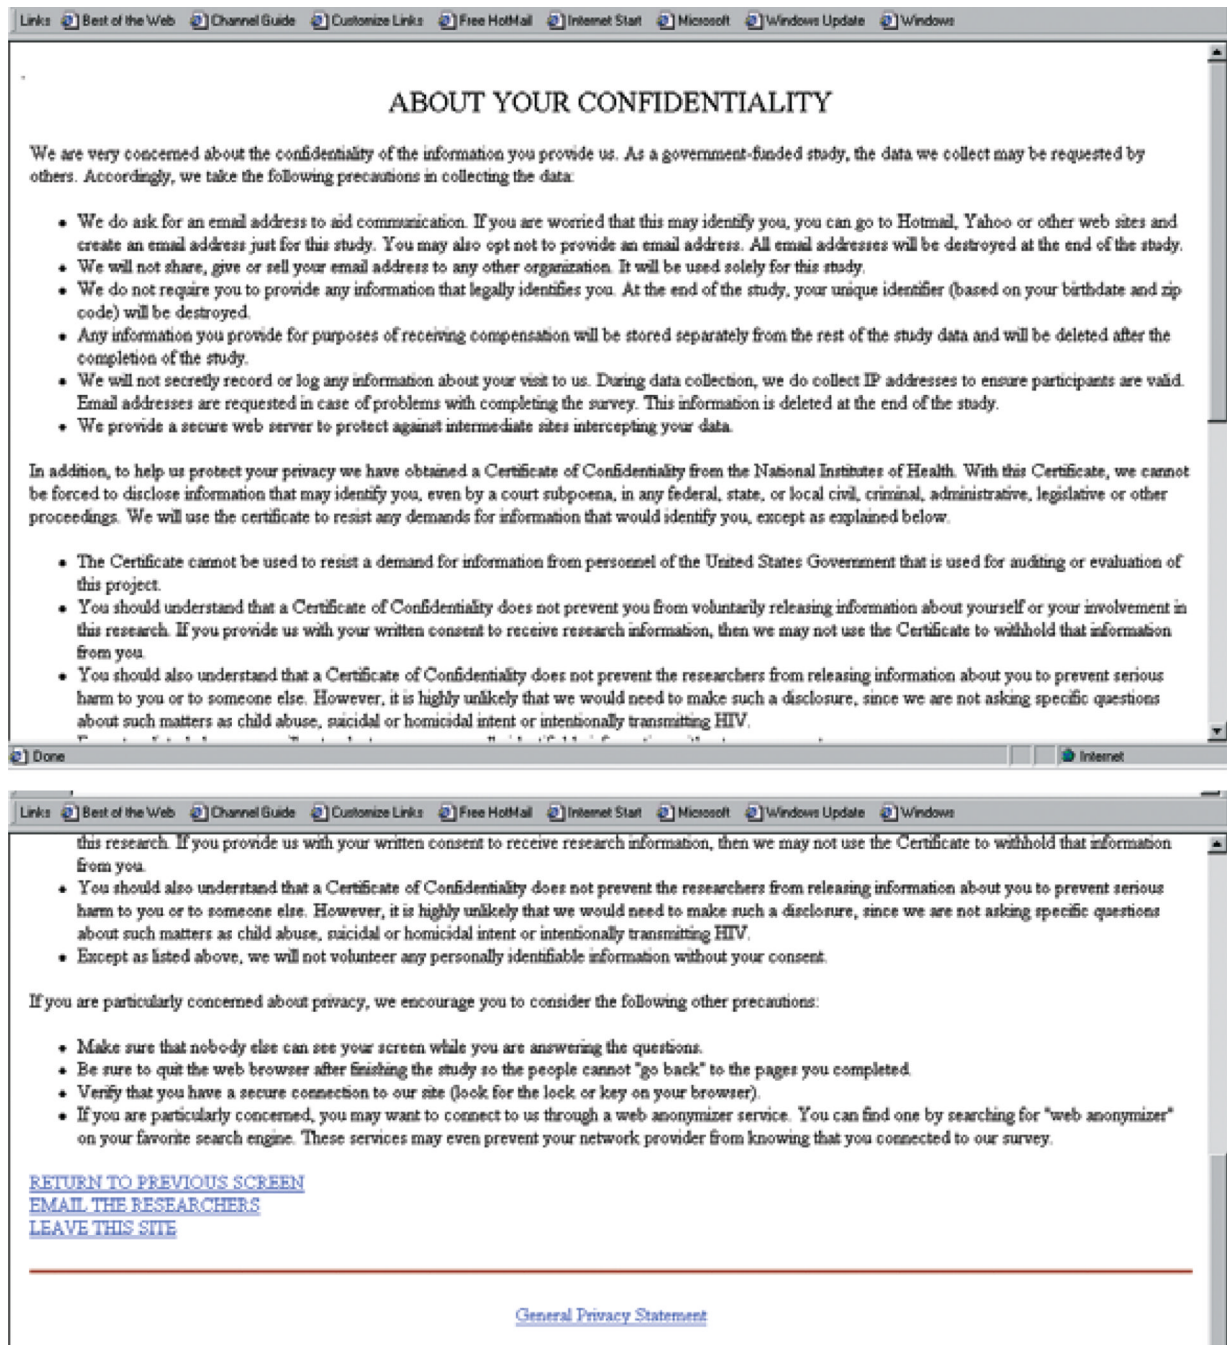 Links Best of the Web Channel Guide Customize Links Free HotMail Internet Start Microsoft Windows Update Windows
ABOUT YOUR CONFIDENTIALITY
We are very concerned about the confidentiality of the information you provide us. As a government-funded study, the data we collect may be requested by
others. Accordingly, we take the following precautions in collecting the data:
• We do ask for an email address to aid communication. If you are worried that this may identify you, you can go to Hotmail, Yahoo or other web sites and
create an email address just for this study. You may also opt not to provide an email address. All email addresses will be destroyed at the end of the study.
• We will not share, give or sell your email address to any other organization. It will be used solely for this study.
• We do not require you to provide any information that legally identifies you. At the end of the study, your unique identifier (based on your birthdate and zip
code) will be destroyed.
• Any information you provide for purposes of receiving compensation will be stored separately from the rest of the study data and will be deleted after the
completion of the study.
• We will not secretly record or log any information about your visit to us. During data collection, we do collect IP addresses to ensure participants are valid.
Email addresses are requested in case of problems with completing the survey. This information is deleted at the end of the study.
• We provide a secure web server to protect against intermediate sites intercepting your data.
In addition, to help us protect your privacy we have obtained a Certificate of Confidentiality from the National Institutes of Health. With this Certificate, we cannot
be forced to disclose information that may identify you, even by a court subpoena, in any federal, state, or local civil, criminal, administrative, legislative or other
proceedings. We will use the certificate to resist any demands for information that would identify you, except as explained below.
• The Certificate cannot be used to resist a demand for information from personnel of the United States Government that is used for auditing or evaluation of
this project.
• You should understand that a Certificate of Confidentiality does not prevent you from voluntarily releasing information about yourself or your involvement in
this research. If you provide us with your written consent to receive research information, then we may not use the Certificate to withhold that information
from you.
• You should also understand that a Certificate of Confidentiality does not prevent the researchers from releasing information about you to prevent serious
harm to you or to someone else. However, it is highly unlikely that we would need to make such a disclosure, since we are not asking specific questions
about such matters as child abuse, suicidal or homicidal intent or intentionally transmitting HIV.
Done Internet
Links Best of the Web Channel Guide Customize Links Free HotMail Internet Start Microsoft Windows Update Windows
this research. If you provide us with your written consent to receive research information, then we may not use the Certificate to withhold that information
from you.
• You should also understand that a Certificate of Confidentiality does not prevent the researchers from releasing information about you to prevent serious
harm to you or to someone else. However, it is highly unlikely that we would need to make such a disclosure, since we are not asking specific questions
about such matters as child abuse, suicidal or homicidal intent or intentionally transmitting HIV.
• Except as listed above, we will not volunteer any personally identifiable information without your consent.
If you are particularly concerned about privacy, we encourage you to consider the following other precautions:
• Make sure that nobody else can see your screen while you are answering the questions.
• Be sure to quit the web browser after finishing the study so the people cannot "go back" to the pages you completed.
• Verify that you have a secure connection to our site (look for the lock or key on your browser).
• If you are particularly concerned, you may want to connect to us through a web anonymizer service. You can find one by searching for "web anonymizer"
on your favorite search engine. These services may even prevent your network provider from knowing that you connected to our survey.
RETURN TO PREVIOUS SCREEN
EMAIL THE RESEARCHERS
LEAVE THIS SITE
General Privacy Statement